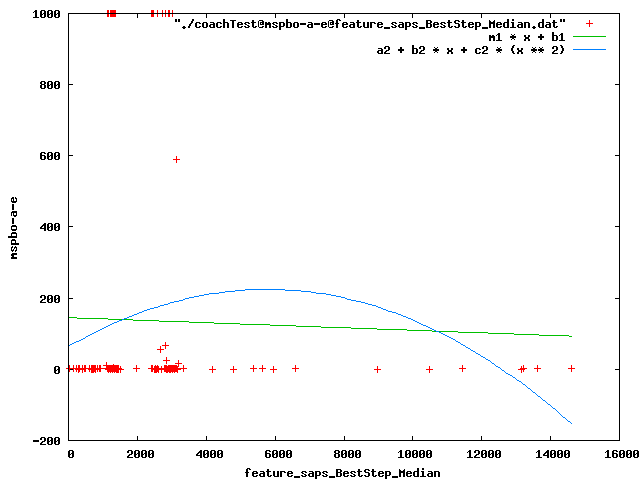 "./coachTest@mspbo-a-e@feature_saps_BestStep_Median.dat"
m1 * x + b1
a2 + b2 * x + c2 * (x ** 2)
1000
800
600
400
200
0
-200
mspbo-a-e
0 2000 4000 6000 8000 10000 12000 14000 16000
feature_saps_BestStep_Median